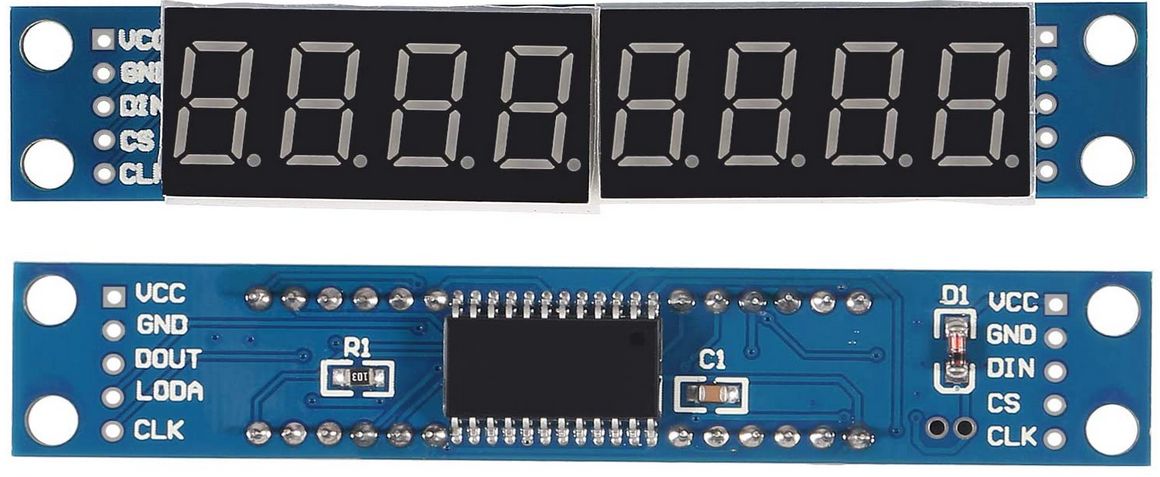 VCC
GND
DIN
CS
CLK
VCC
GND
DOUT
LODA
CLK
R1
103
C1
D1
VCC
GND
DIN
CS
CLK